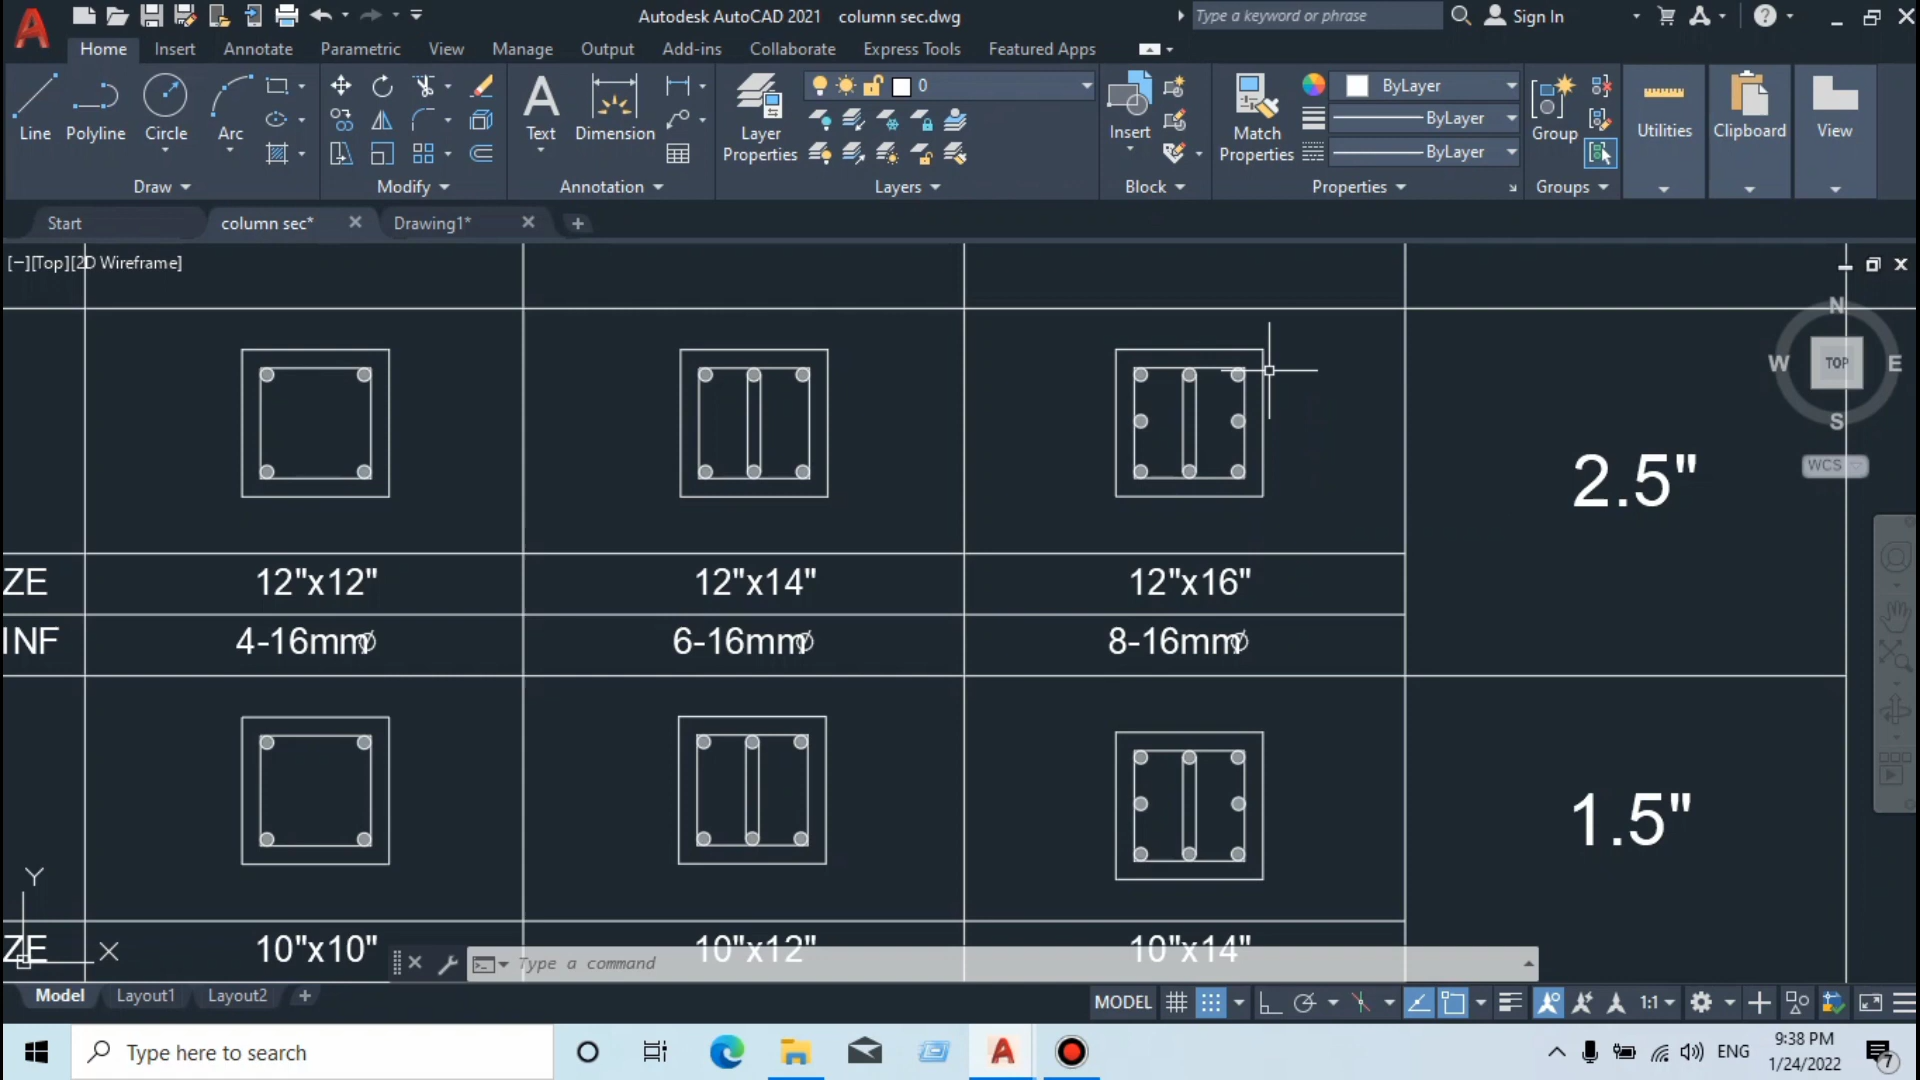 Autodesk AutoCAD 2021 column sec.dwg
Type a keyword or phrase
Sign In
Home Insert Annotate Parametric View Manage Output Add-ins Collaborate Express Tools Featured Apps
Line Polyline Circle Arc
Text Dimension
Layer Properties
0
Insert
Match Properties
ByLayer
ByLayer
ByLayer
Group
Utilities Clipboard View
Draw Modify Annotation Layers Block Properties Groups
Start column sec* Drawing1*
[−][Top][2D Wireframe]
N
W TOP E
S
WCS
2.5"
ZE 12"x12" 12"x14" 12"x16"
INF 4-16mmØ 6-16mmØ 8-16mmØ
1.5"
Y
X
ZE 10"x10" 10"x12" 10"x14"
Type a command
Model Layout1 Layout2
MODEL 1:1
Type here to search
ENG
9:38 PM
1/24/2022
7